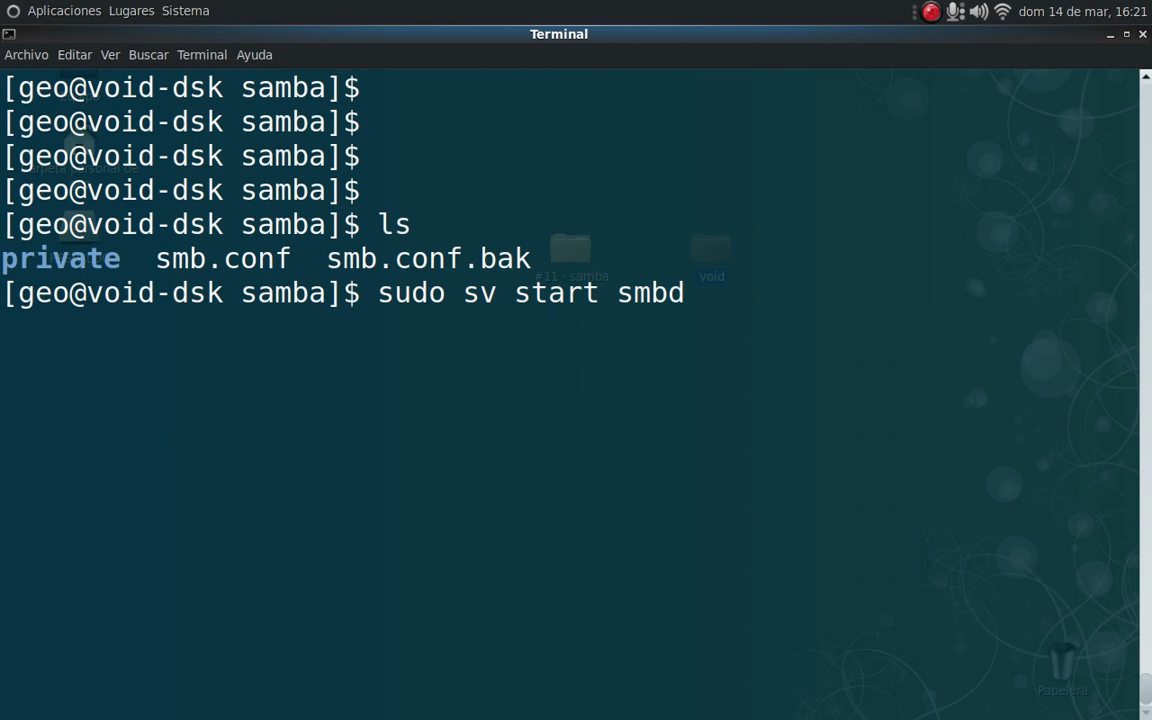 Aplicaciones Lugares Sistema
dom 14 de mar, 16:21
Terminal
Archivo Editar Ver Buscar Terminal Ayuda
[geo@void-dsk samba]$
[geo@void-dsk samba]$
[geo@void-dsk samba]$
[geo@void-dsk samba]$
[geo@void-dsk samba]$ ls
private smb.conf smb.conf.bak
#11 - samba
void
[geo@void-dsk samba]$ sudo sv start smbd
Papelera